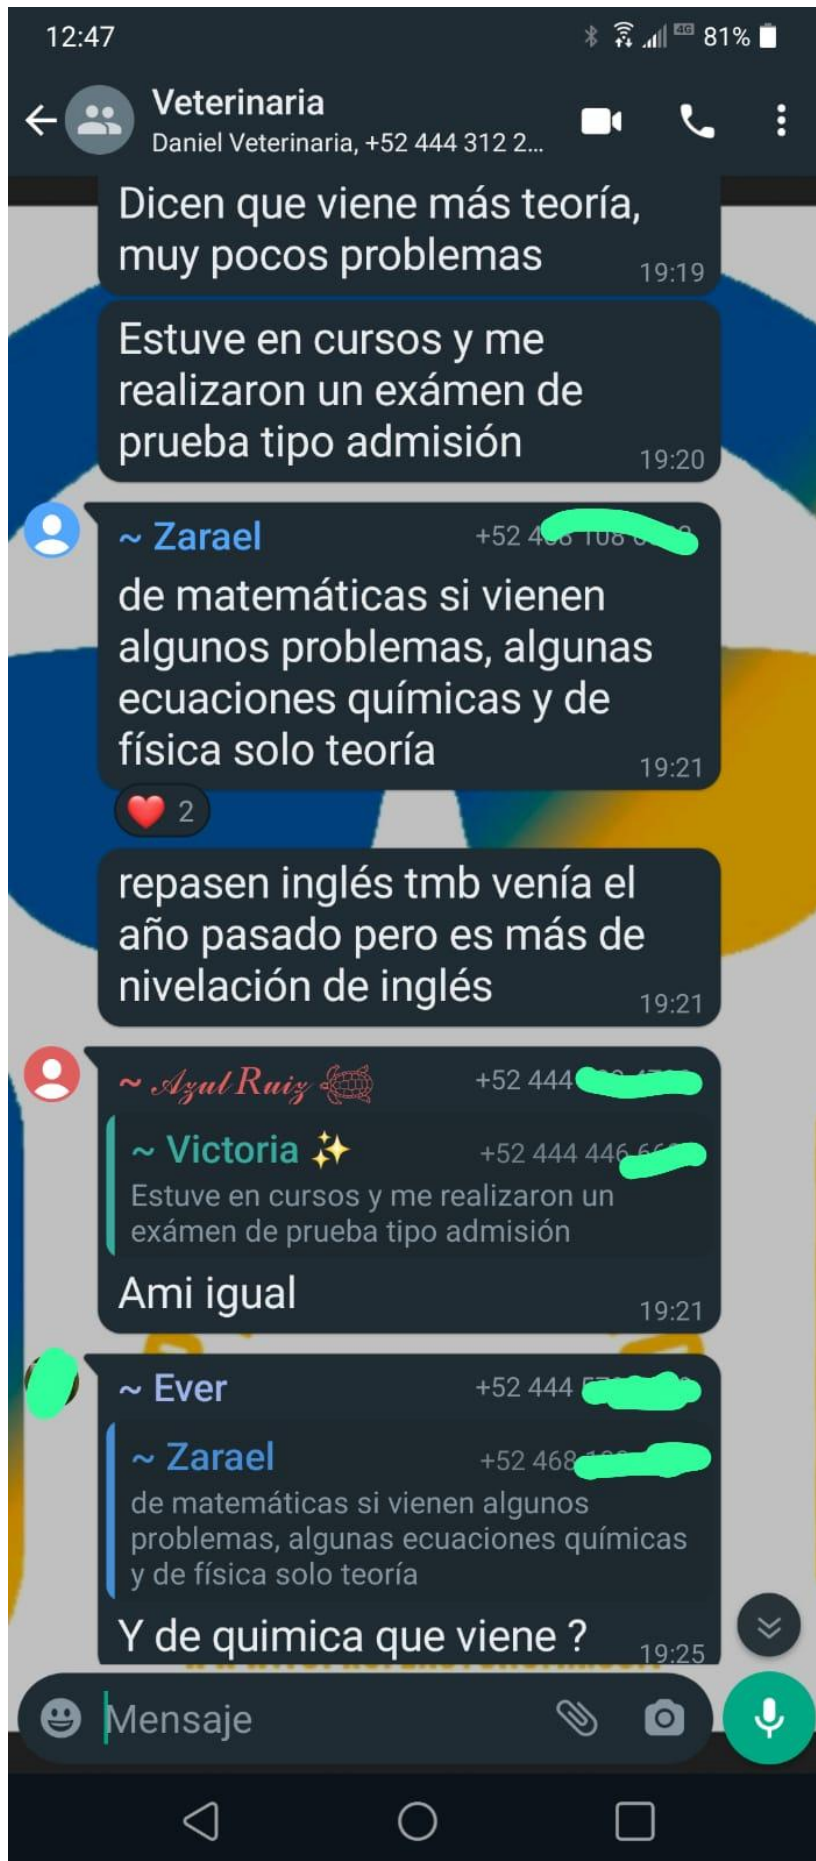 12:47
4G 81%
Veterinaria
Daniel Veterinaria, +52 444 312 2...
Dicen que viene más teoría,
muy pocos problemas
19:19
Estuve en cursos y me
realizaron un exámen de
prueba tipo admisión
19:20
~ Zarael +52
de matemáticas si vienen
algunos problemas, algunas
ecuaciones químicas y de
física solo teoría
19:21
❤️ 2
repasen inglés tmb venía el
año pasado pero es más de
nivelación de inglés
19:21
~ Azul Ruiz +52 444
~ Victoria ✨ +52 444
Estuve en cursos y me realizaron un
exámen de prueba tipo admisión
Ami igual
19:21
~ Ever +52 444
~ Zarael +52 468
de matemáticas si vienen algunos
problemas, algunas ecuaciones químicas
y de física solo teoría
Y de quimica que viene ?
19:25
Mensaje